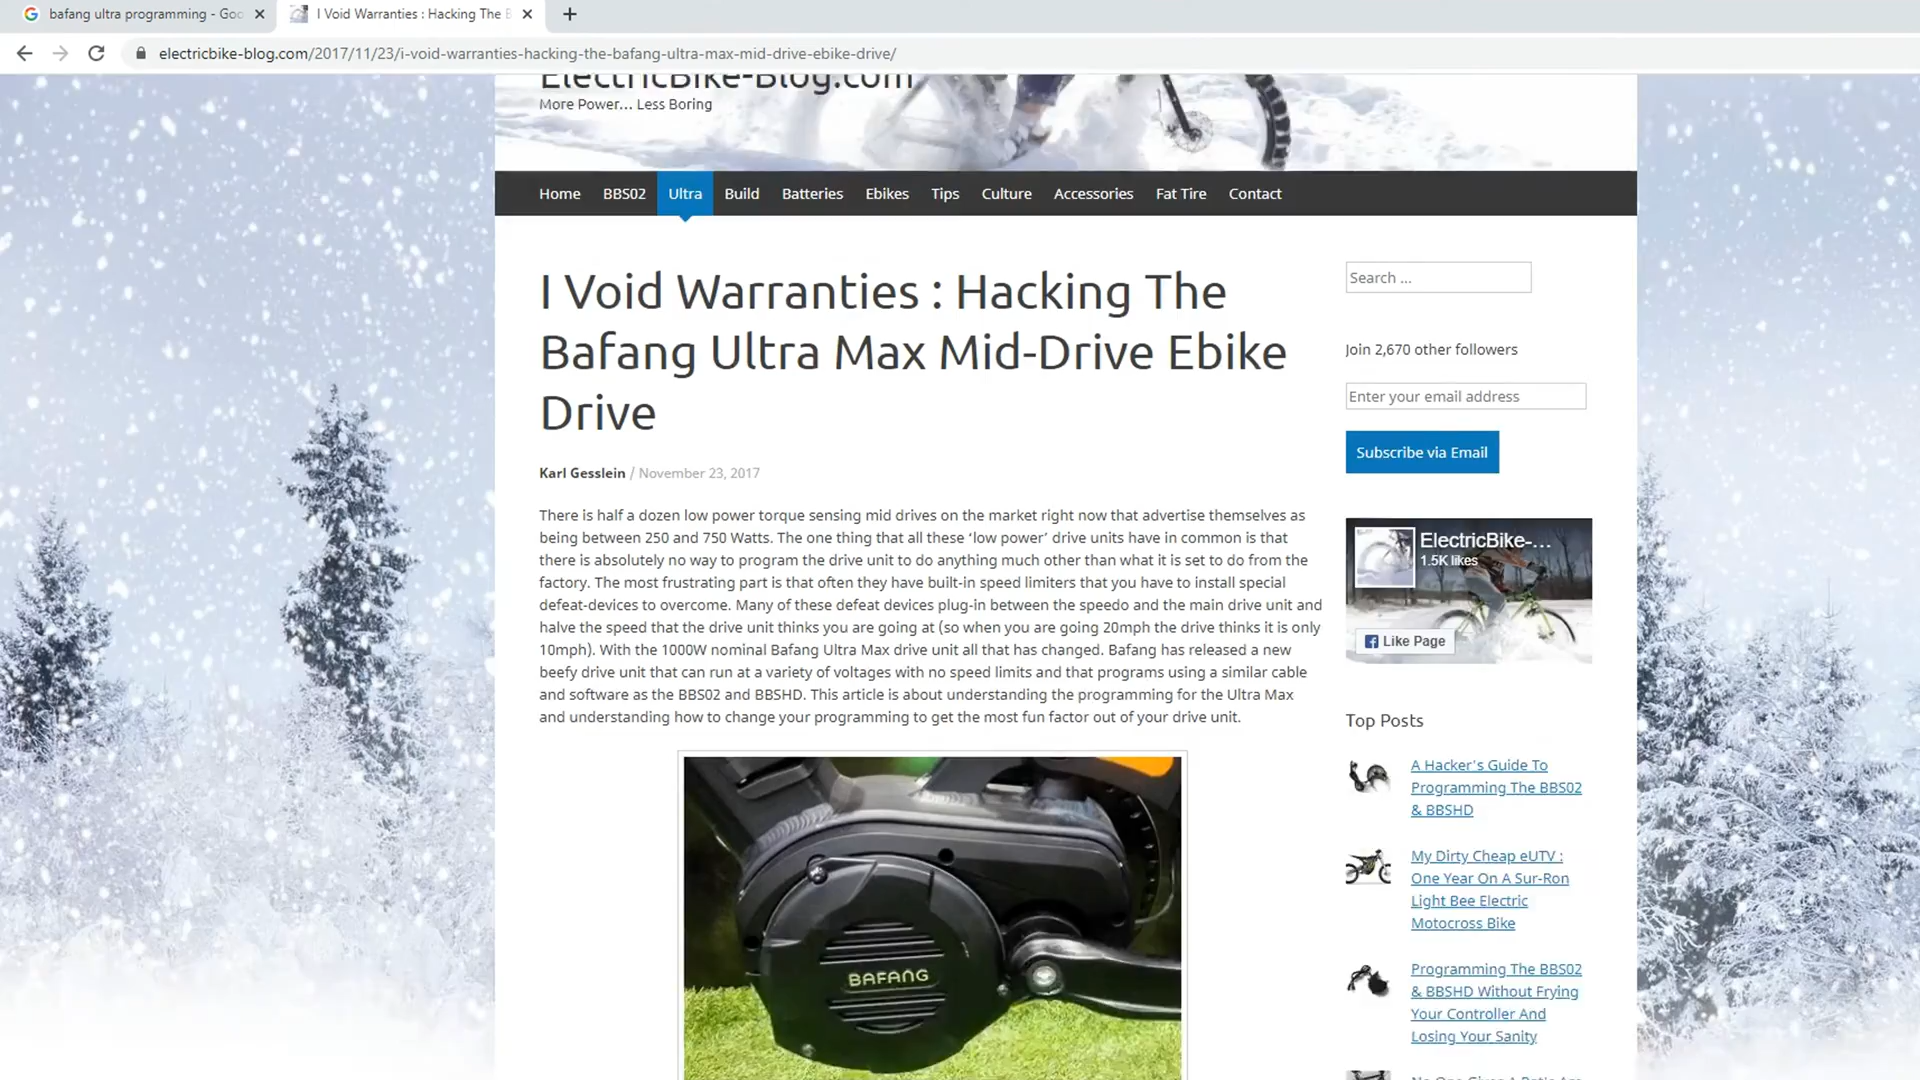 bafang ultra programming - Goo
I Void Warranties : Hacking The B
electricbike-blog.com/2017/11/23/i-void-warranties-hacking-the-bafang-ultra-max-mid-drive-ebike-drive/
ElectricBike-Blog.com
More Power... Less Boring
Home BBS02 Ultra Build Batteries Ebikes Tips Culture Accessories Fat Tire Contact
I Void Warranties : Hacking The
Bafang Ultra Max Mid-Drive Ebike
Drive
Karl Gesslein / November 23, 2017
There is half a dozen low power torque sensing mid drives on the market right now that advertise themselves as
being between 250 and 750 Watts. The one thing that all these ‘low power’ drive units have in common is that
there is absolutely no way to program the drive unit to do anything much other than what it is set to do from the
factory. The most frustrating part is that often they have built-in speed limiters that you have to install special
defeat-devices to overcome. Many of these defeat devices plug-in between the speedo and the main drive unit and
halve the speed that the drive unit thinks you are going at (so when you are going 20mph the drive thinks it is only
10mph). With the 1000W nominal Bafang Ultra Max drive unit all that has changed. Bafang has released a new
beefy drive unit that can run at a variety of voltages with no speed limits and that programs using a similar cable
and software as the BBS02 and BBSHD. This article is about understanding the programming for the Ultra Max
and understanding how to change your programming to get the most fun factor out of your drive unit.
BAFANG
Search ...
Join 2,670 other followers
Enter your email address
Subscribe via Email
ElectricBike-...
1.5K likes
Like Page
Top Posts
A Hacker's Guide To
Programming The BBS02
& BBSHD
My Dirty Cheap eUTV :
One Year On A Sur-Ron
Light Bee Electric
Motocross Bike
Programming The BBS02
& BBSHD Without Frying
Your Controller And
Losing Your Sanity